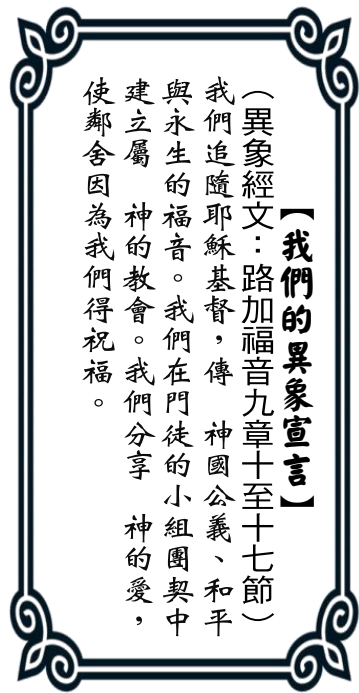 【我們的異象宣言】
（異象經文：路加福音九章十至十七節）
我們追隨耶穌基督，傳　神國公義、和平
與永生的福音。我們在門徒的小組團契中
建立屬　神的教會。我們分享　神的愛，
使鄰舍因為我們得祝福。